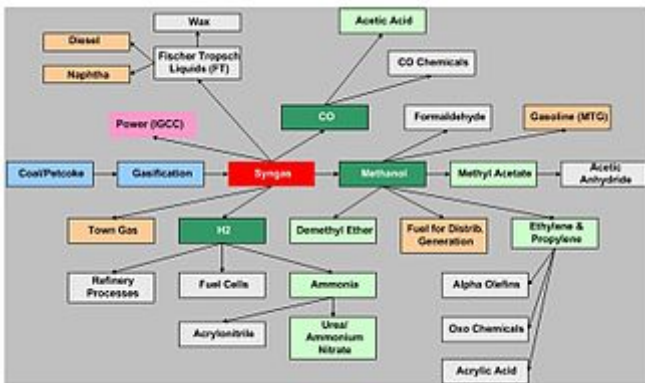 Wax
Acetic Acid
Diesel
Fischer Tropsch
Liquids (FT)
CO Chemicals
Naphtha
CO
Formaldehyde
Gasoline (MTG)
Power (IGCC)
Coal/Petcoke
Gasification
Syngas
Methanol
Methyl Acetate
Acetic
Anhydride
Town Gas
H2
Demethyl Ether
Fuel for Distrib.
Generation
Ethylene &
Propylene
Refinery
Processes
Fuel Cells
Ammonia
Alpha Olefins
Acrylonitrile
Urea/
Ammonium
Nitrate
Oxo Chemicals
Acrylic Acid